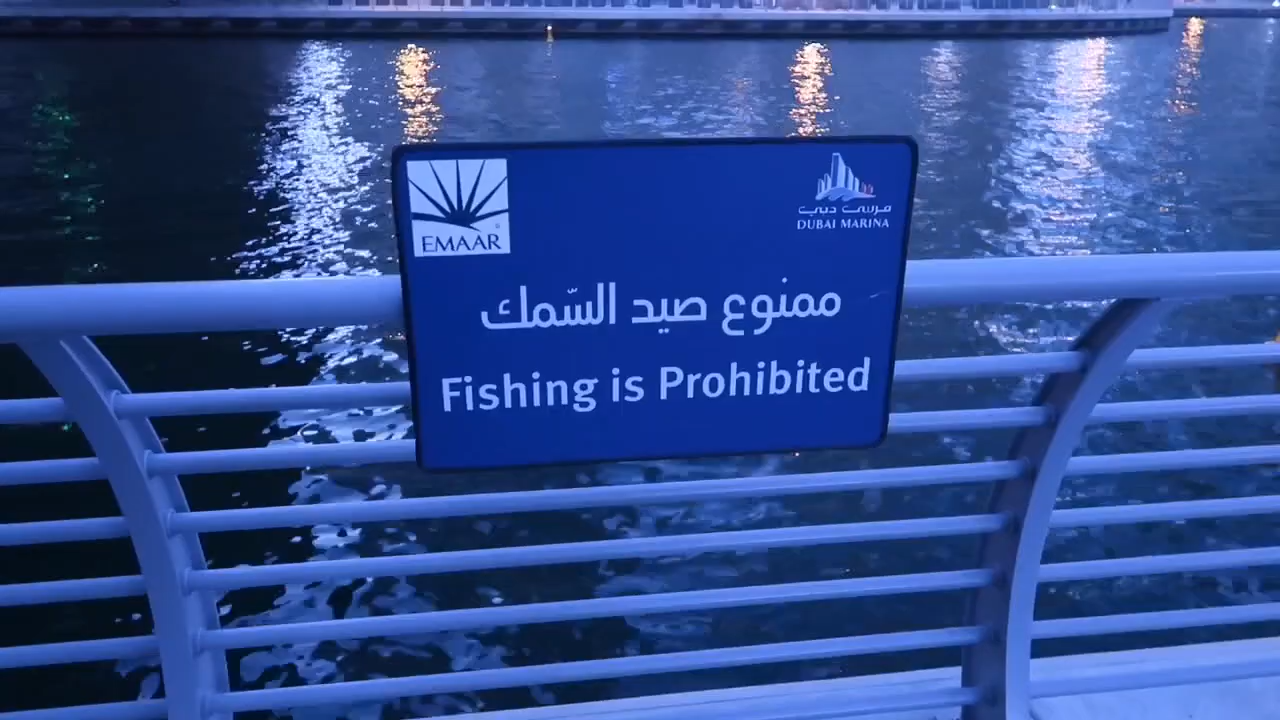 EMAAR
مرسى دبي
DUBAI MARINA
ممنوع صيد السّمك
Fishing is Prohibited